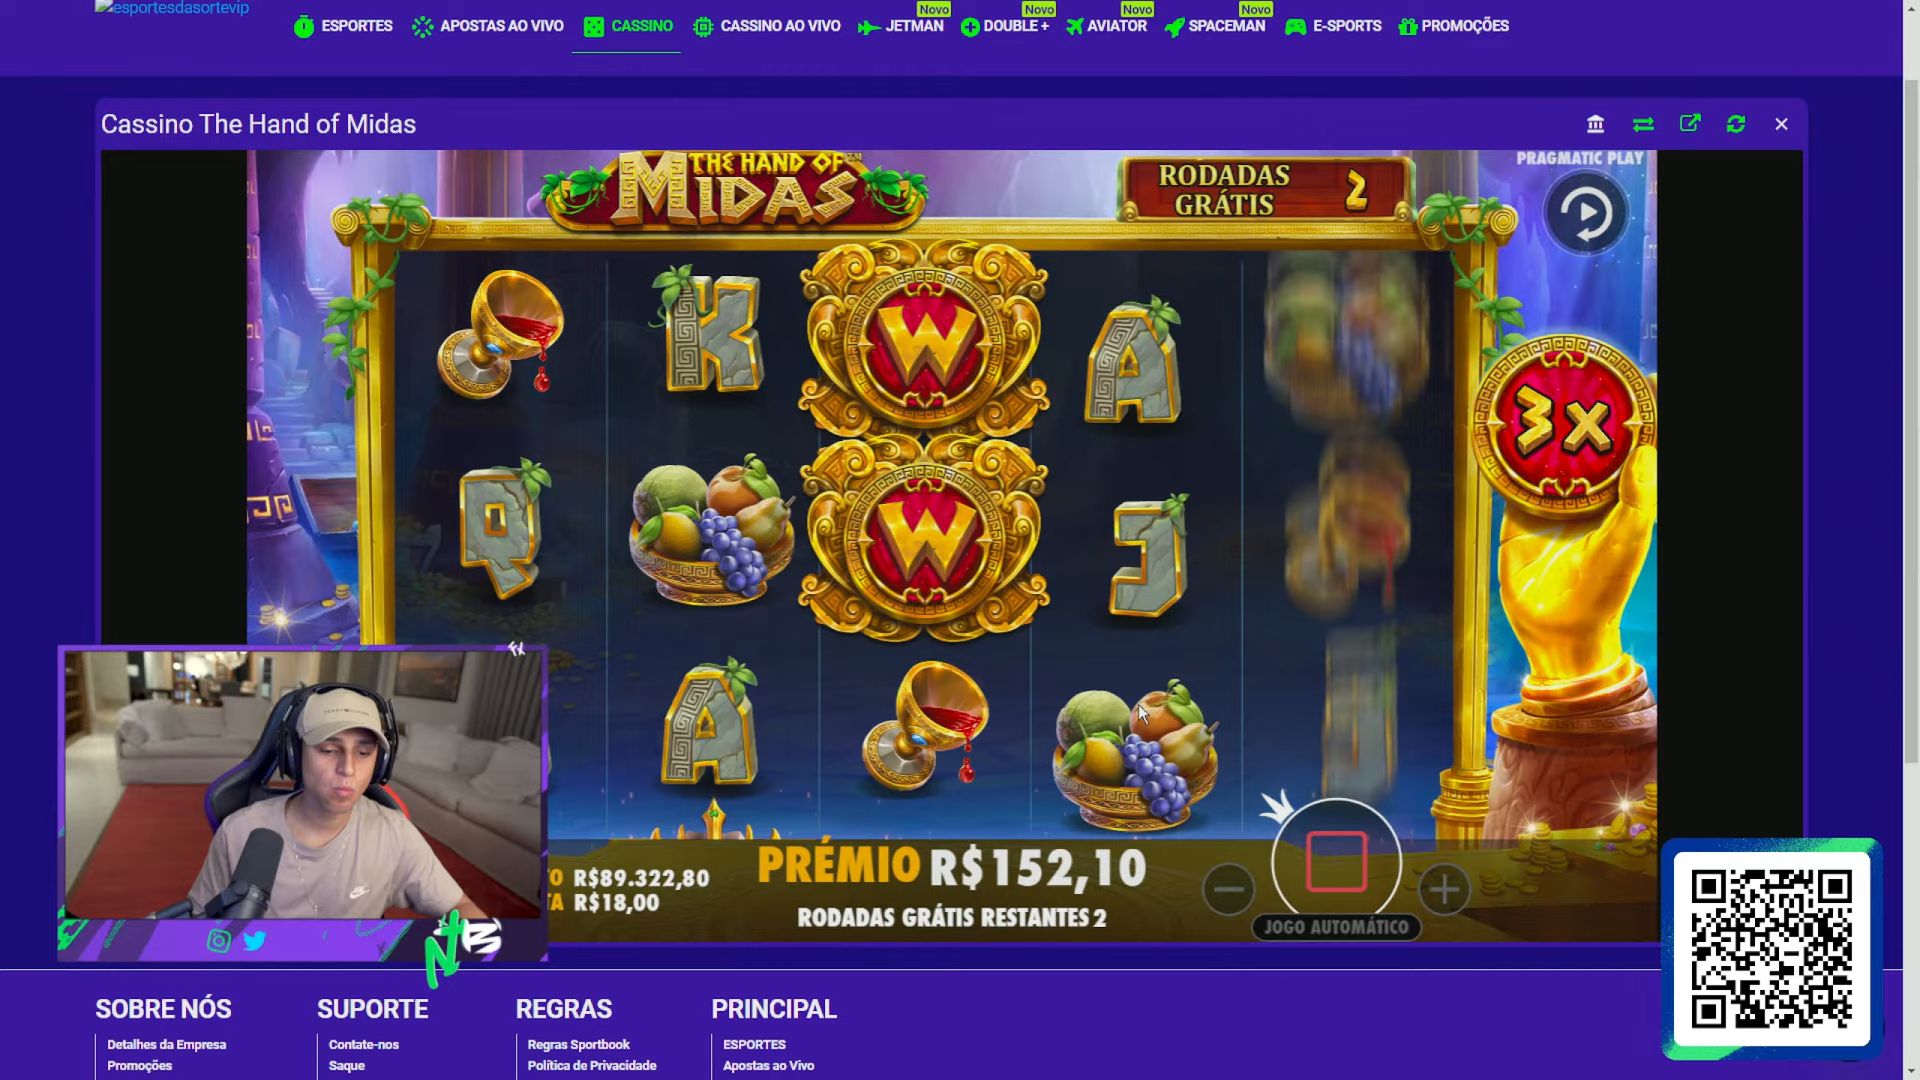 esportesdasortevip
ESPORTES
APOSTAS AO VIVO
CASSINO
CASSINO AO VIVO
JETMAN
Novo
DOUBLE +
Novo
AVIATOR
Novo
SPACEMAN
Novo
E-SPORTS
PROMOÇÕES
Cassino The Hand of Midas
PRAGMATIC PLAY
THE HAND OF
MIDAS
RODADAS
GRÁTIS
2
K
W
A
3x
Q
W
J
A
PRÉMIO R$152,10
R$89.322,80
R$18,00
RODADAS GRÁTIS RESTANTES 2
JOGO AUTOMÁTICO
SOBRE NÓS
Detalhes da Empresa
Promoções
SUPORTE
Contate-nos
Saque
REGRAS
Regras Sportbook
Política de Privacidade
PRINCIPAL
ESPORTES
Apostas ao Vivo